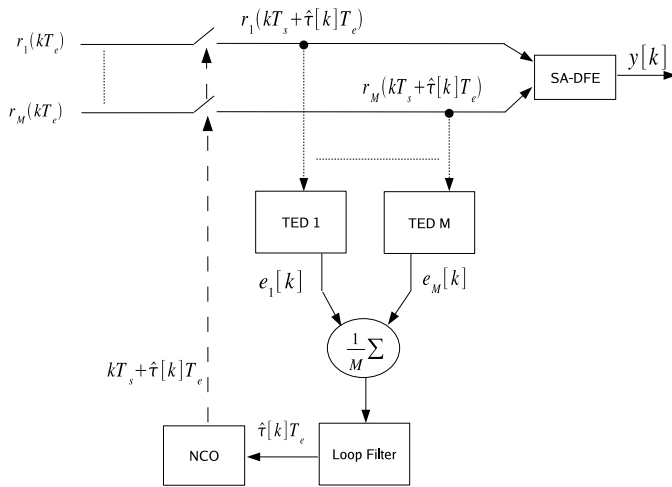 r_1(kT_e)
r_1(kT_s+τ̂[k]T_e)
y[k]
SA-DFE
r_M(kT_e)
r_M(kT_s+τ̂[k]T_e)
TED 1
TED M
e_1[k]
e_M[k]
1/M Σ
kT_s+τ̂[k]T_e
τ̂[k]T_e
NCO
Loop Filter